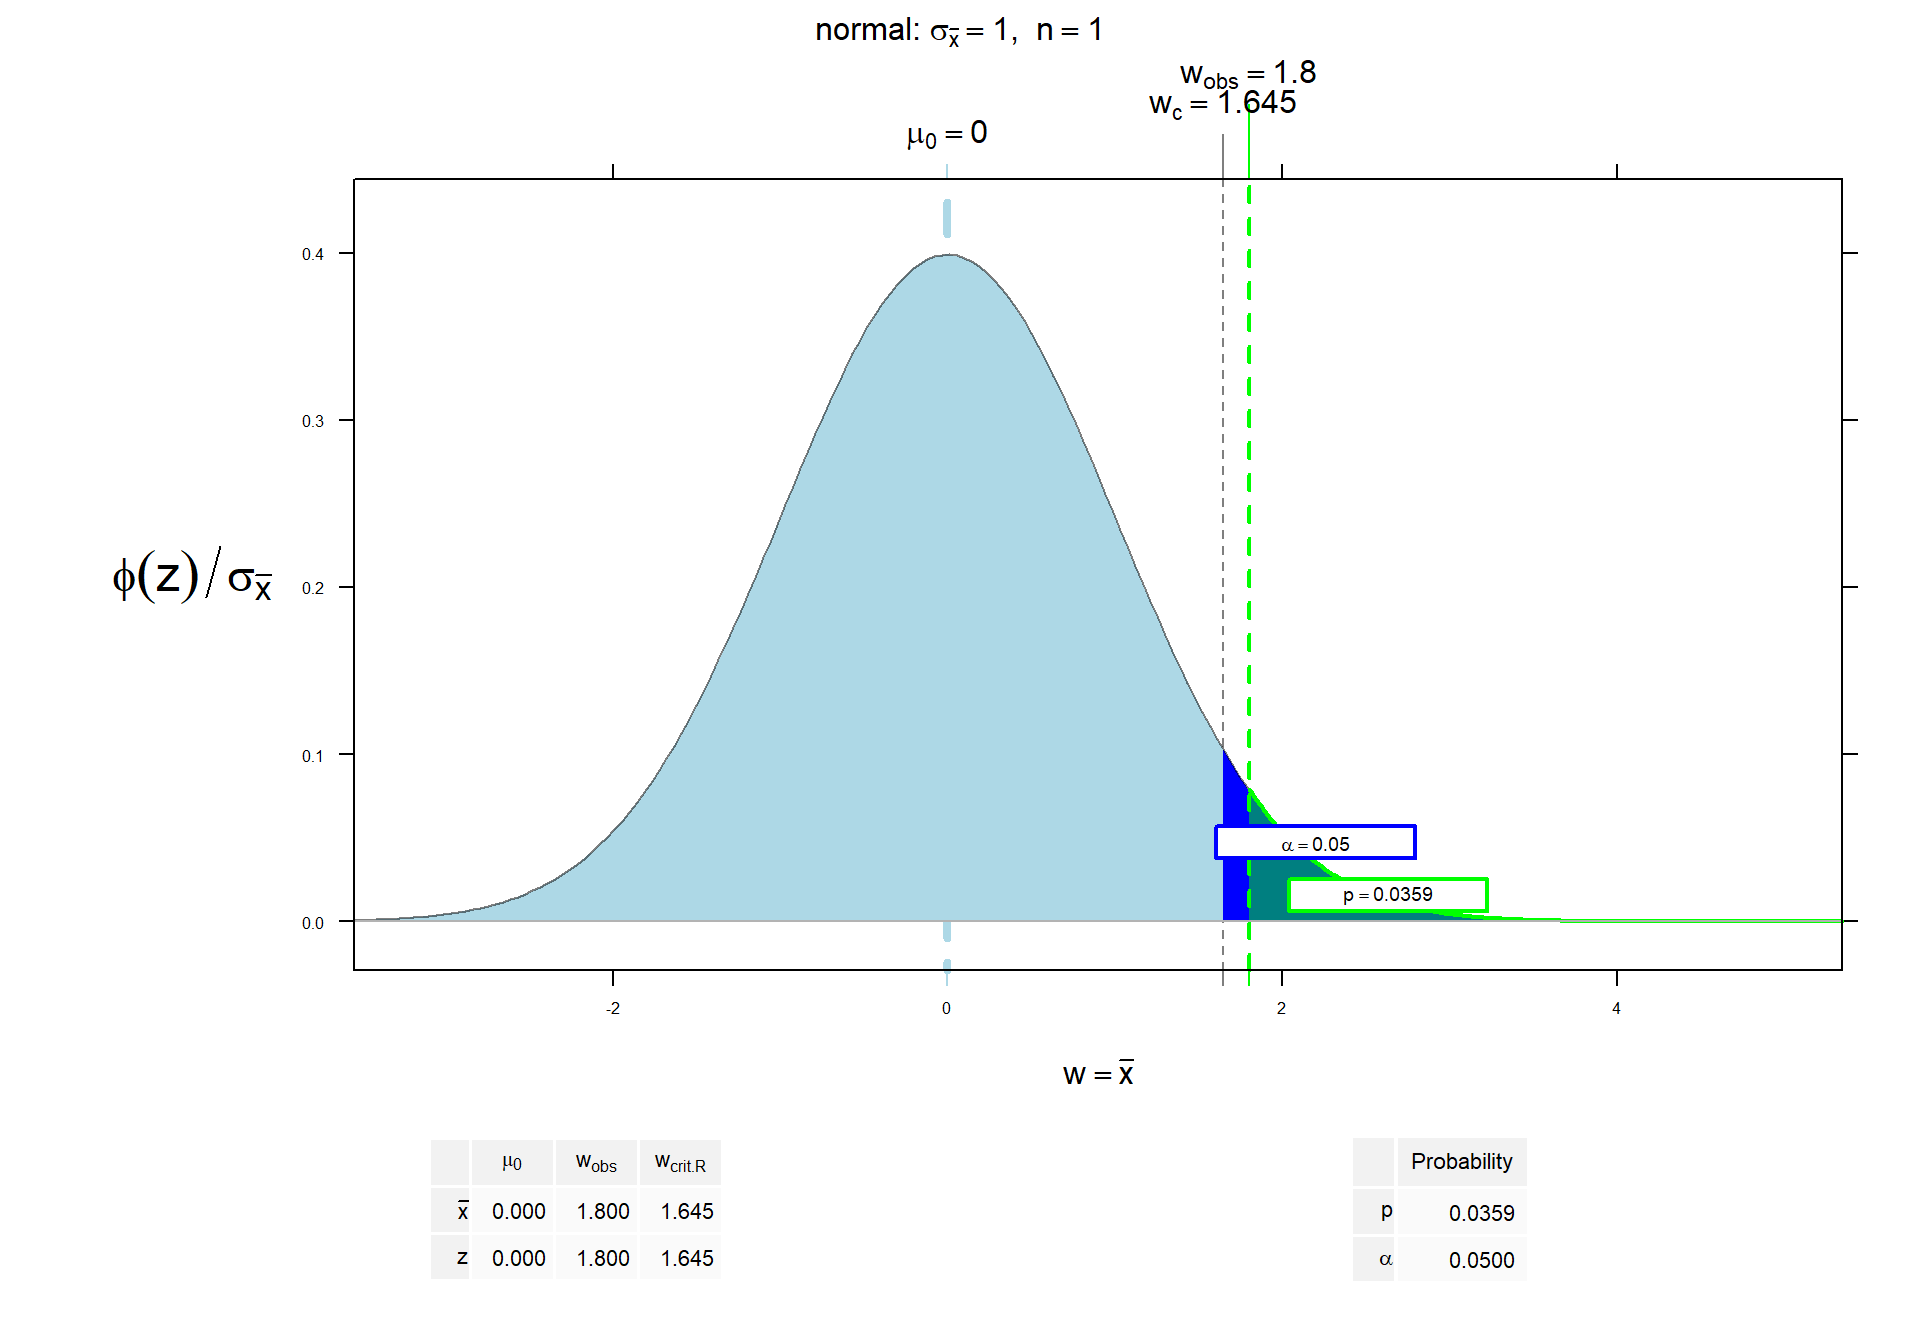 normal: σx̅ = 1, n = 1
wobs = 1.8
wc = 1.645
μ0 = 0
0.4
0.3
0.2
0.1
0.0
ϕ(z)/σx̅
α = 0.05
p = 0.0359
-2 0 2 4
w = x̅
μ0 wobs wcrit.R
x̅ 0.000 1.800 1.645
z 0.000 1.800 1.645
Probability
p 0.0359
α 0.0500